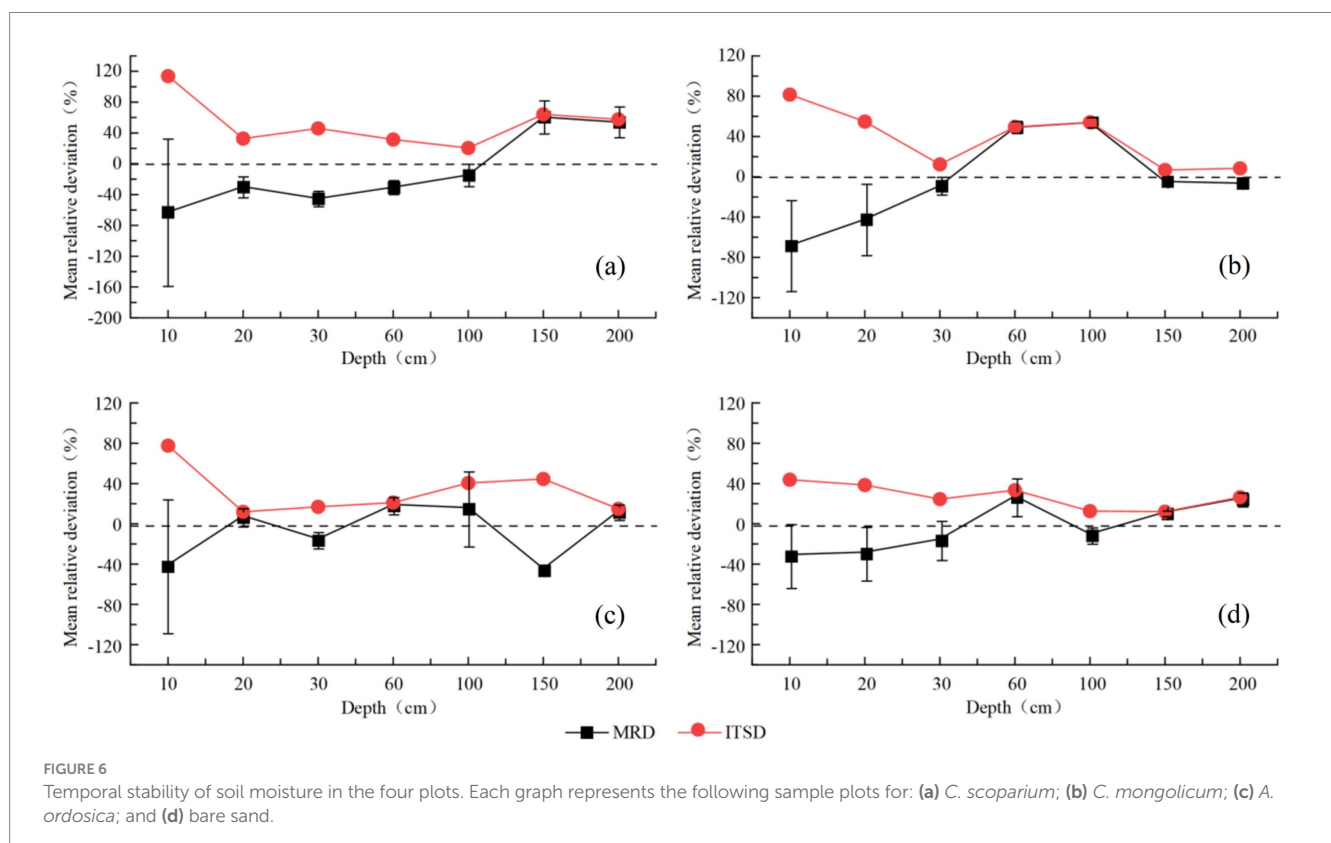 Mean relative deviation (%)
120
80
40
0
-40
-80
-120
-160
-200
(a)
10 20 30 60 100 150 200
Depth (cm)
Mean relative deviation (%)
120
80
40
0
-40
-80
-120
(b)
10 20 30 60 100 150 200
Depth (cm)
Mean relative deviation (%)
120
80
40
0
-40
-80
-120
(c)
10 20 30 60 100 150 200
Depth (cm)
Mean relative deviation (%)
120
80
40
0
-40
-80
-120
(d)
10 20 30 60 100 150 200
Depth (cm)
MRD ITSD
FIGURE 6
Temporal stability of soil moisture in the four plots. Each graph represents the following sample plots for: (a) C. scoparium; (b) C. mongolicum; (c) A.
ordosica; and (d) bare sand.